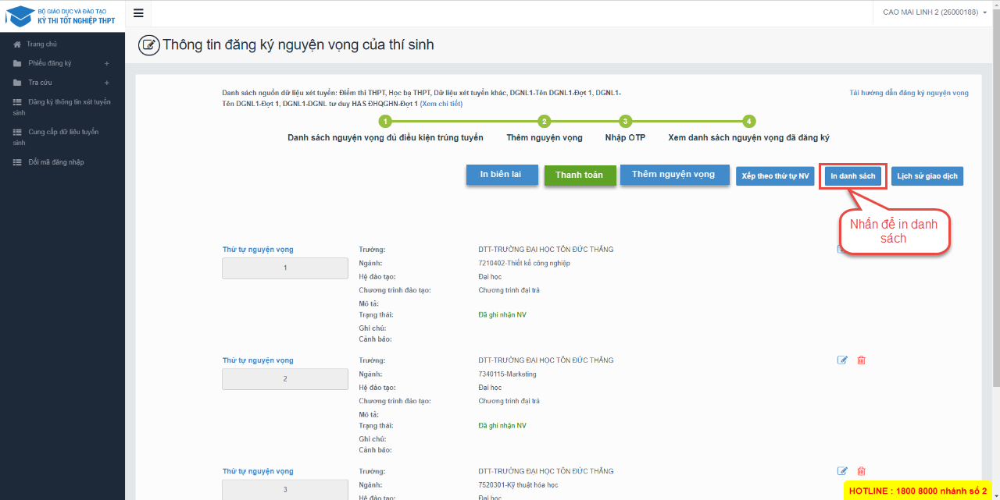 BỘ GIÁO DỤC VÀ ĐÀO TẠO
KỲ THI TỐT NGHIỆP THPT
CAO MAI LINH 2 (26000188)
Trang chủ
Phiếu đăng ký +
Tra cứu +
Đăng ký thông tin xét tuyển
sinh
Cung cấp dữ liệu tuyển
sinh
Đổi mã đăng nhập
Thông tin đăng ký nguyện vọng của thí sinh
Danh sách nguồn dữ liệu xét tuyển: Điểm thi THPT, Học bạ THPT, Dữ liệu xét tuyển khác, DGNL1-Tên DGNL1-Đợt 1, DGNL1-
Tên DGNL1-Đợt 1, DGNL1-DGNL tư duy HAS ĐHQGHN-Đợt 1 (Xem chi tiết)
Tải hướng dẫn đăng ký nguyện vọng
1 2 3 4
Danh sách nguyện vọng đủ điều kiện trúng tuyển Thêm nguyện vọng Nhập OTP Xem danh sách nguyện vọng đã đăng ký
In biên lai Thanh toán Thêm nguyện vọng Xếp theo thứ tự NV In danh sách Lịch sử giao dịch
Nhấn để in danh
sách
Thứ tự nguyện vọng
1
Trường: DTT-TRƯỜNG ĐẠI HỌC TÔN ĐỨC THẮNG
Ngành: 7210402-Thiết kế công nghiệp
Hệ đào tạo: Đại học
Chương trình đào tạo: Chương trình đại trà
Mô tả:
Trạng thái: Đã ghi nhận NV
Ghi chú:
Cảnh báo:
Thứ tự nguyện vọng
2
Trường: DTT-TRƯỜNG ĐẠI HỌC TÔN ĐỨC THẮNG
Ngành: 7340115-Marketing
Hệ đào tạo: Đại học
Chương trình đào tạo: Chương trình đại trà
Mô tả:
Trạng thái: Đã ghi nhận NV
Ghi chú:
Cảnh báo:
Thứ tự nguyện vọng
3
Trường: DTT-TRƯỜNG ĐẠI HỌC TÔN ĐỨC THẮNG
Ngành: 7520301-Kỹ thuật hóa học
Hệ đào tạo: Đại học
HOTLINE : 1800 8000 nhánh số 2